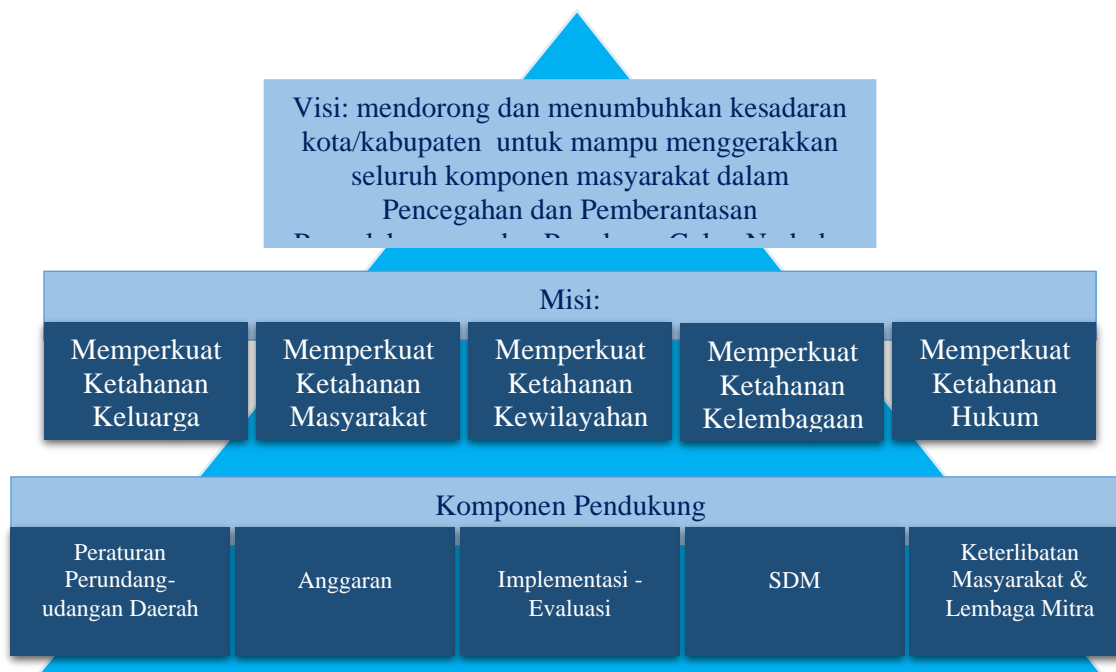 Visi: mendorong dan menumbuhkan kesadaran
kota/kabupaten untuk mampu menggerakkan
seluruh komponen masyarakat dalam
Pencegahan dan Pemberantasan
Misi:
Memperkuat
Ketahanan
Keluarga
Memperkuat
Ketahanan
Masyarakat
Memperkuat
Ketahanan
Kewilayahan
Memperkuat
Ketahanan
Kelembagaan
Memperkuat
Ketahanan
Hukum
Komponen Pendukung
Peraturan
Perundang-
udangan Daerah
Anggaran
Implementasi -
Evaluasi
SDM
Keterlibatan
Masyarakat &
Lembaga Mitra